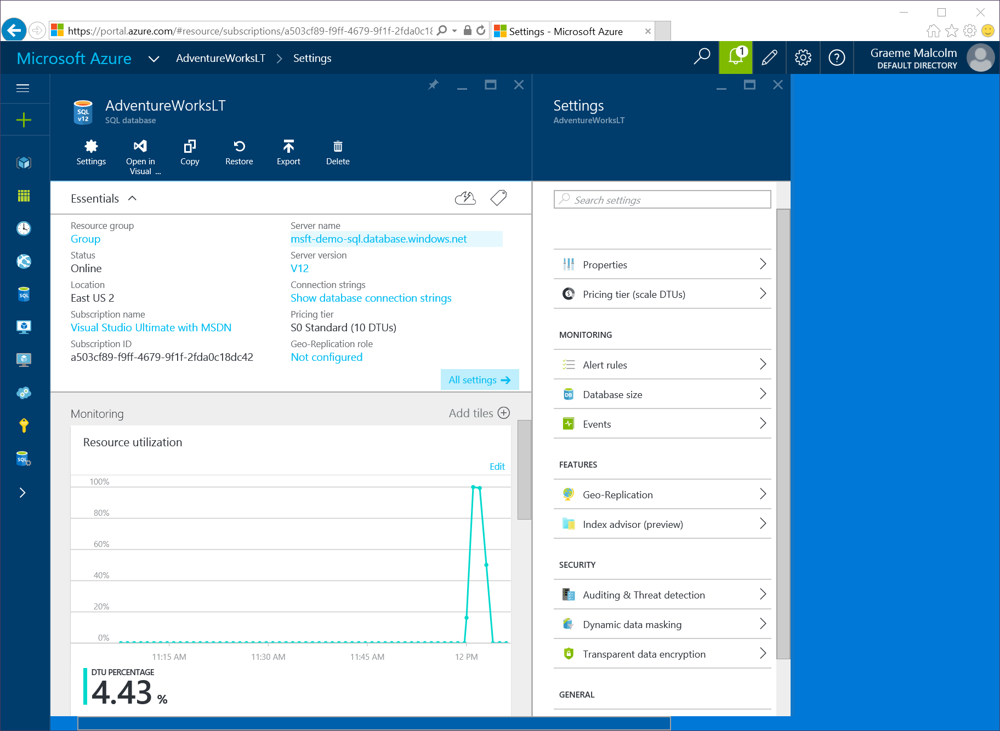 https://portal.azure.com/#resource/subscriptions/a503cf89-f9ff-4679-9f1f-2fda0c18
Settings - Microsoft Azure
Microsoft Azure
AdventureWorksLT
Settings
1
Graeme Malcolm
DEFAULT DIRECTORY
SQL
v12
AdventureWorksLT
SQL database
Settings
Open in
Visual ...
Copy
Restore
Export
Delete
Essentials
Resource group
Group
Status
Online
Location
East US 2
Subscription name
Visual Studio Ultimate with MSDN
Subscription ID
a503cf89-f9ff-4679-9f1f-2fda0c18dc42
Server name
msft-demo-sql.database.windows.net
Server version
V12
Connection strings
Show database connection strings
Pricing tier
S0 Standard (10 DTUs)
Geo-Replication role
Not configured
All settings
Monitoring
Add tiles
Resource utilization
Edit
100%
80%
60%
40%
20%
0%
11:15 AM
11:30 AM
11:45 AM
12 PM
DTU PERCENTAGE
4.43 %
SQL
SQL
Settings
AdventureWorksLT
Search settings
Properties
Pricing tier (scale DTUs)
MONITORING
Alert rules
DB
Database size
Events
FEATURES
Geo-Replication
Index advisor (preview)
SECURITY
Auditing & Threat detection
Dynamic data masking
Transparent data encryption
GENERAL